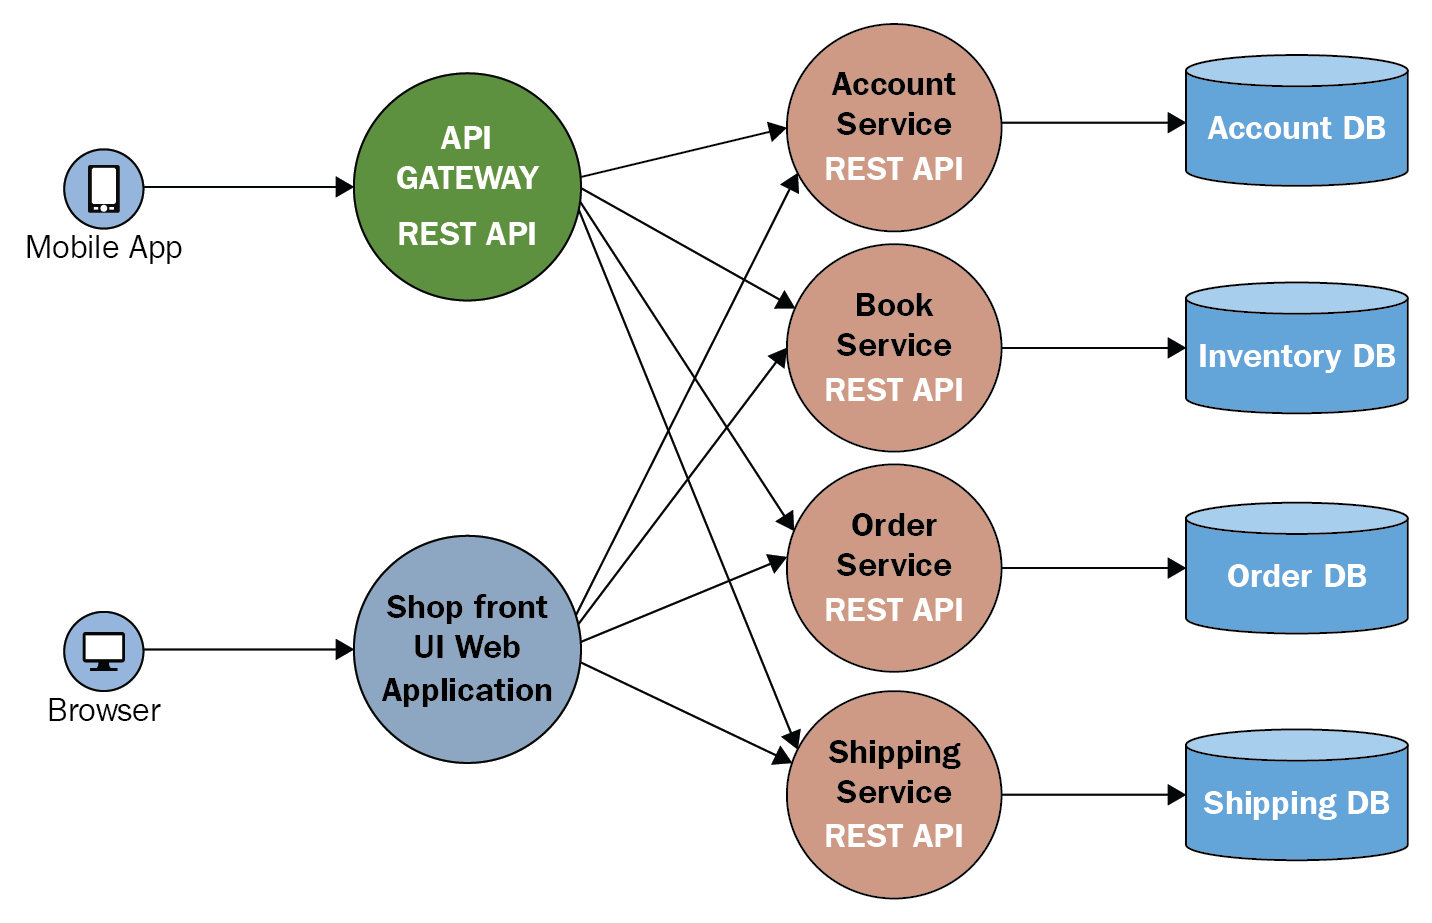 Mobile App
API
GATEWAY
REST API
Browser
Shop front
UI Web
Application
Account
Service
REST API
Book
Service
REST API
Order
Service
REST API
Shipping
Service
REST API
Account DB
Inventory DB
Order DB
Shipping DB